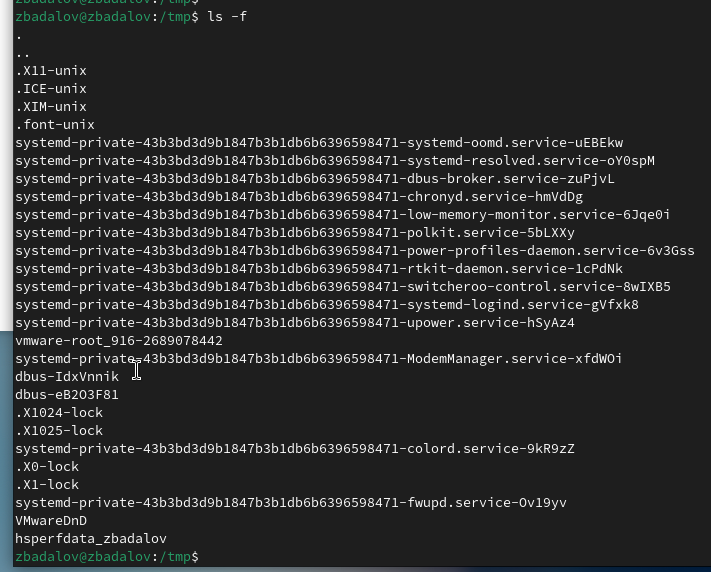 zbadalov@zbadalov:/tmp$
zbadalov@zbadalov:/tmp$ ls -f
.
..
.X11-unix
.ICE-unix
.XIM-unix
.font-unix
systemd-private-43b3bd3d9b1847b3b1db6b6396598471-systemd-oomd.service-uEBEkw
systemd-private-43b3bd3d9b1847b3b1db6b6396598471-systemd-resolved.service-oY0spM
systemd-private-43b3bd3d9b1847b3b1db6b6396598471-dbus-broker.service-zuPjvL
systemd-private-43b3bd3d9b1847b3b1db6b6396598471-chronyd.service-hmVdDg
systemd-private-43b3bd3d9b1847b3b1db6b6396598471-low-memory-monitor.service-6Jqe0i
systemd-private-43b3bd3d9b1847b3b1db6b6396598471-polkit.service-5bLXXy
systemd-private-43b3bd3d9b1847b3b1db6b6396598471-power-profiles-daemon.service-6v3Gss
systemd-private-43b3bd3d9b1847b3b1db6b6396598471-rtkit-daemon.service-1cPdNk
systemd-private-43b3bd3d9b1847b3b1db6b6396598471-switcheroo-control.service-8wIXB5
systemd-private-43b3bd3d9b1847b3b1db6b6396598471-systemd-logind.service-gVfxk8
systemd-private-43b3bd3d9b1847b3b1db6b6396598471-upower.service-hSyAz4
vmware-root_916-2689078442
systemd-private-43b3bd3d9b1847b3b1db6b6396598471-ModemManager.service-xfdWOi
dbus-IdxVnnik
dbus-eB2O3F81
.X1024-lock
.X1025-lock
systemd-private-43b3bd3d9b1847b3b1db6b6396598471-colord.service-9kR9zZ
.X0-lock
.X1-lock
systemd-private-43b3bd3d9b1847b3b1db6b6396598471-fwupd.service-Ov19yv
VMwareDnD
hsperfdata_zbadalov
zbadalov@zbadalov:/tmp$